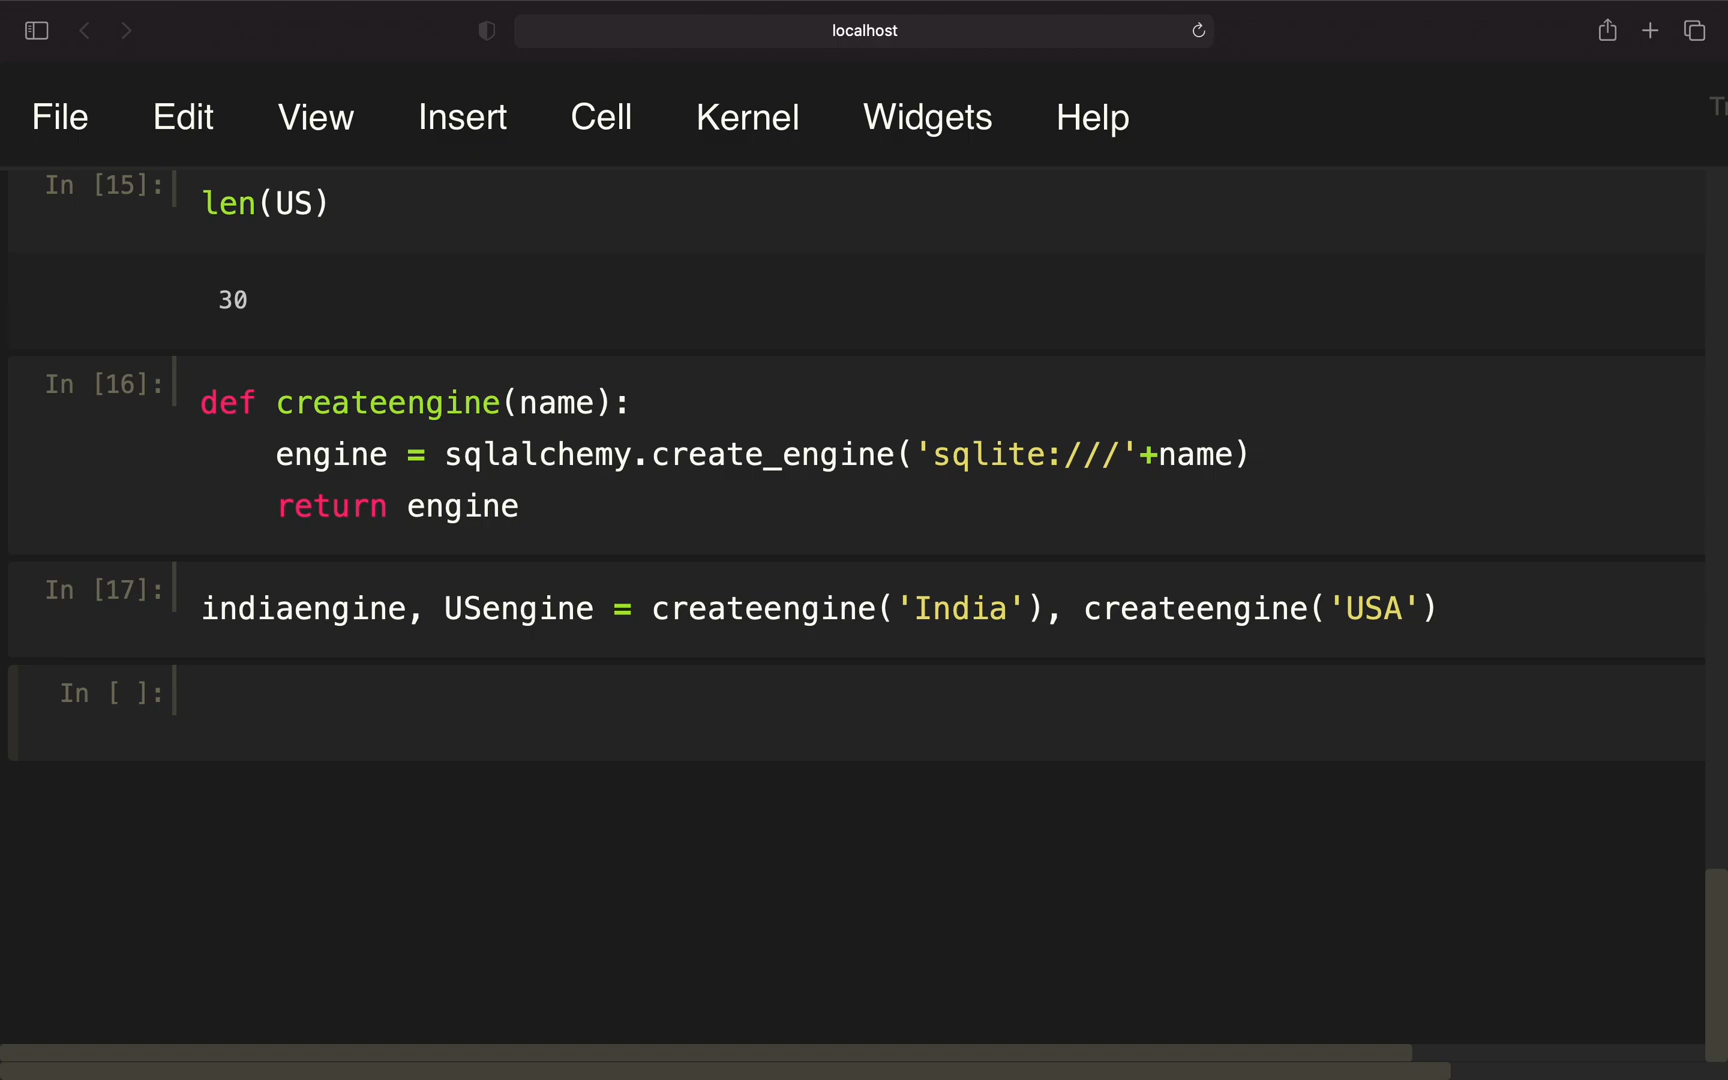 localhost
File Edit View Insert Cell Kernel Widgets Help
In [15]: len(US)
30
In [16]: def createengine(name):
engine = sqlalchemy.create_engine('sqlite:///'+name)
return engine
In [17]: indiaengine, USengine = createengine('India'), createengine('USA')
In [ ]: